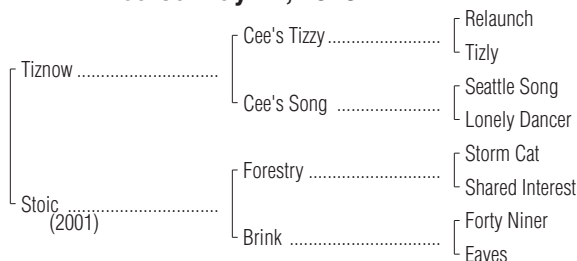 Relaunch
Cee's Tizzy
Tizly
Tiznow
Seattle Song
Cee's Song
Lonely Dancer
Storm Cat
Forestry
Shared Interest
Stoic
(2001)
Forty Niner
Brink
Eaves